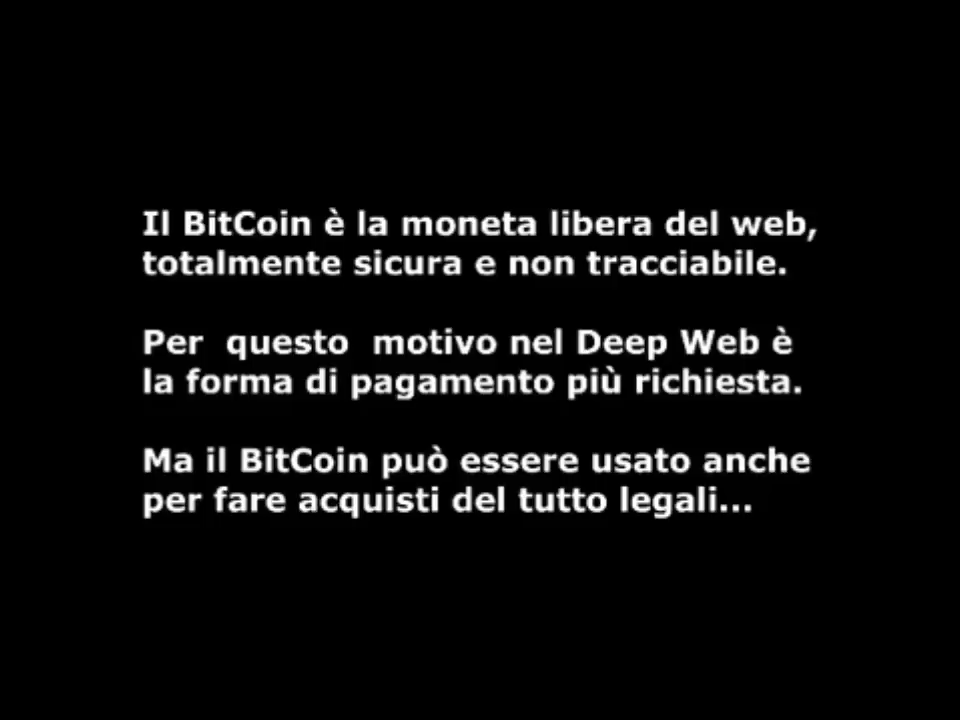 Il BitCoin è la moneta libera del web,
totalmente sicura e non tracciabile.
Per questo motivo nel Deep Web è
la forma di pagamento più richiesta.
Ma il BitCoin può essere usato anche
per fare acquisti del tutto legali...